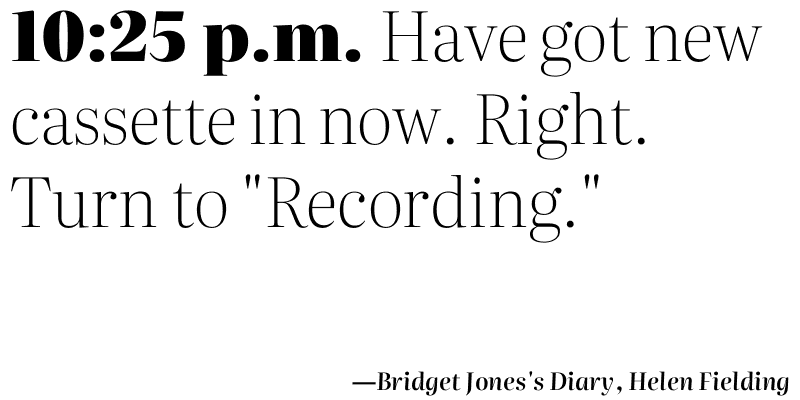 10:25 p.m. Have got new
cassette in now. Right.
Turn to "Recording."
—Bridget Jones's Diary, Helen Fielding